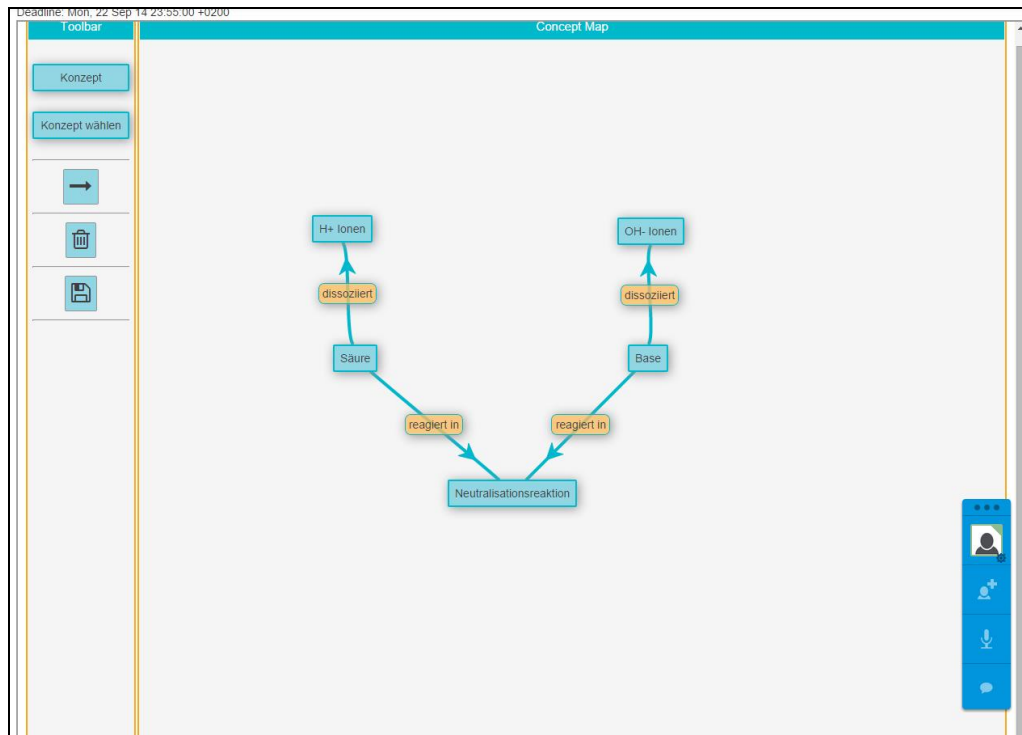 Deadline: Mon, 22 Sep 14 23:55:00 +0200
Toolbar
Concept Map
Konzept
Konzept wählen
H+ Ionen
OH- Ionen
dissoziiert
dissoziiert
Säure
Base
reagiert in
reagiert in
Neutralisationsreaktion